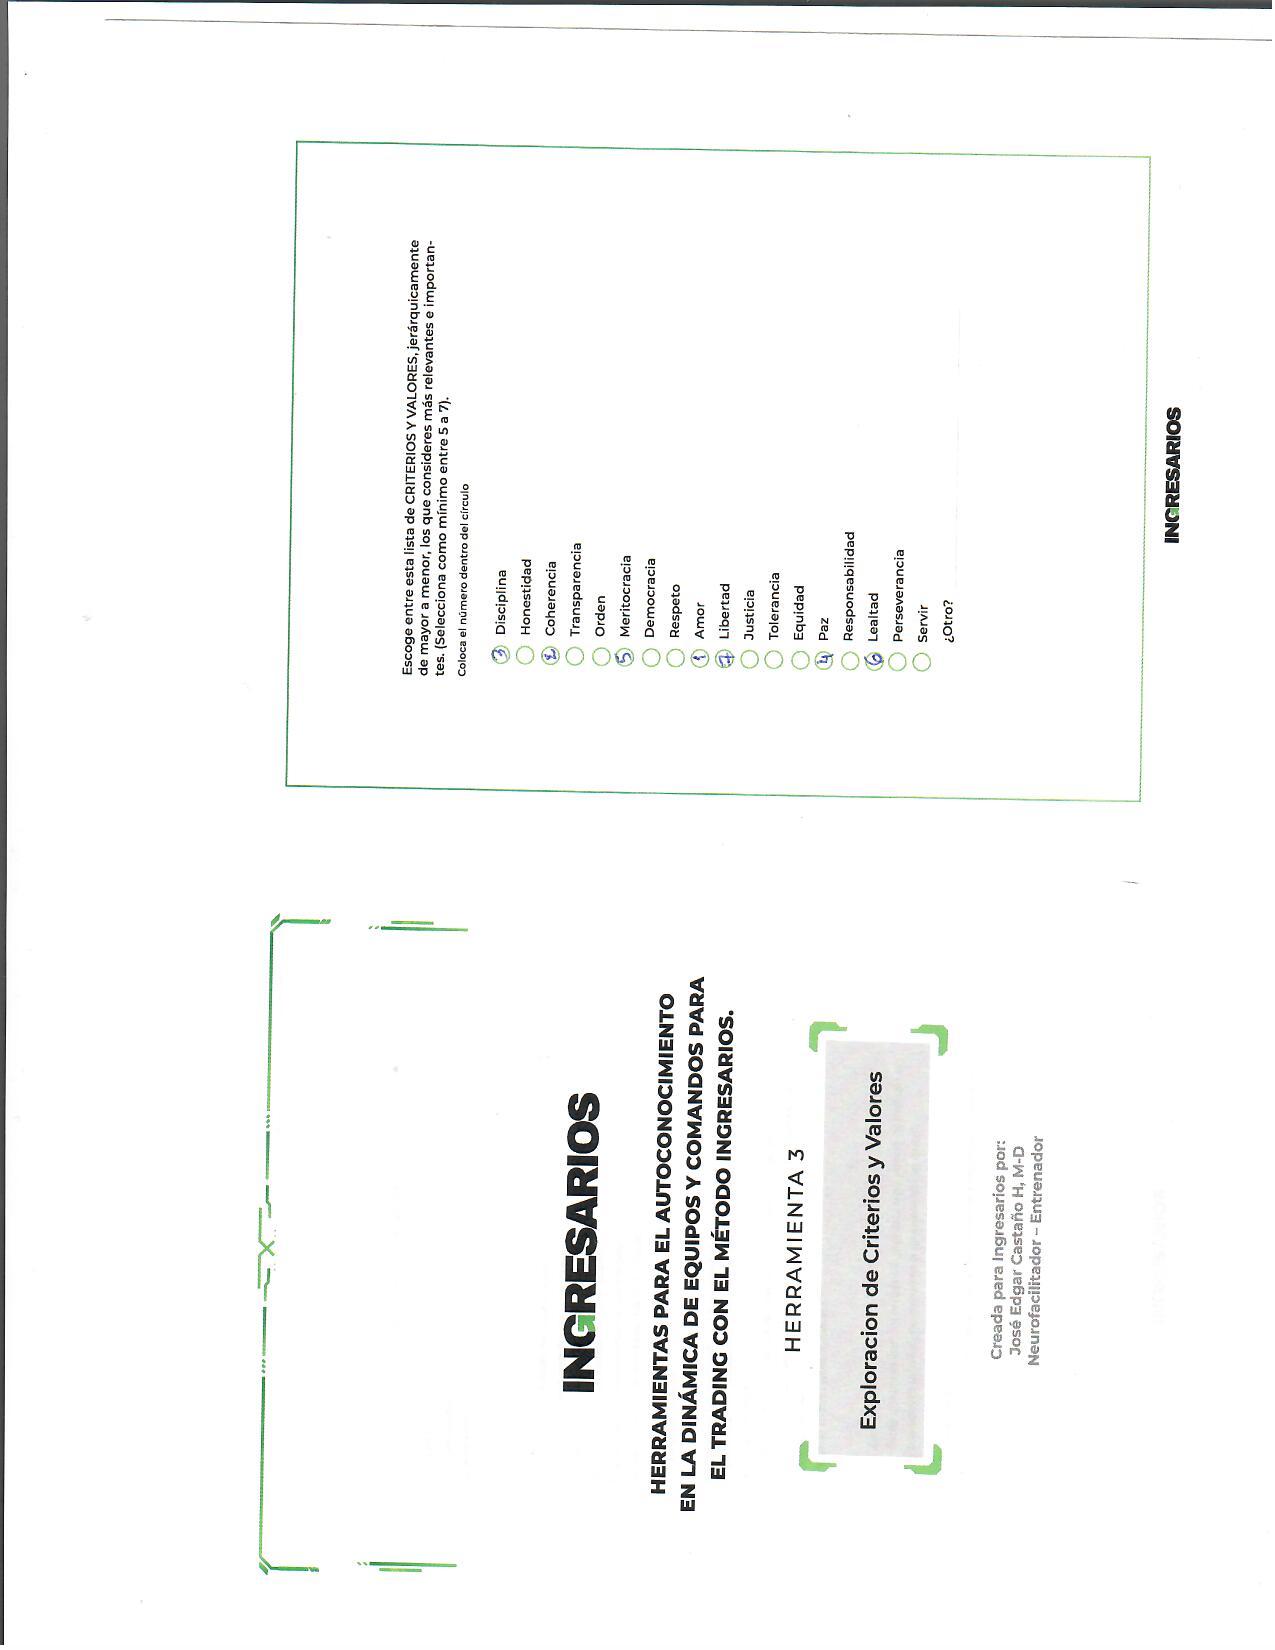 INGRESARIOS
HERRAMIENTAS PARA EL AUTOCONOCIMIENTO
EN LA DINÁMICA DE EQUIPOS Y COMANDOS PARA
EL TRADING CON EL MÉTODO INGRESARIOS.
HERRAMIENTA 3
Exploracion de Criterios y Valores
Creada para Ingresarios por:
José Edgar Castaño H, M-D
Neurofacilitador – Entrenador
Escoge entre esta lista de CRITERIOS Y VALORES, jerárquicamente
de mayor a menor, los que consideres más relevantes e importan-
tes. (Selecciona como mínimo entre 5 a 7).
Coloca el número dentro del círculo
3 Disciplina
Honestidad
2 Coherencia
Transparencia
Orden
5 Meritocracia
Democracia
Respeto
1 Amor
7 Libertad
Justicia
Tolerancia
Equidad
4 Paz
Responsabilidad
6 Lealtad
Perseverancia
Servir
¿Otro?
INGRESARIOS